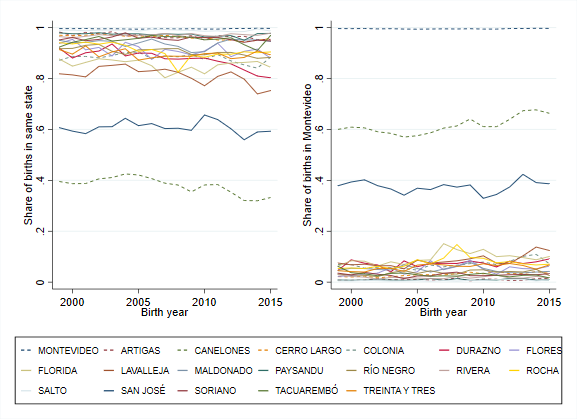 Share of births in same state
1
.8
.6
.4
.2
0
2000 2005 2010 2015
Birth year
Share of births in Montevideo
1
.8
.6
.4
.2
0
2000 2005 2010 2015
Birth year
MONTEVIDEO ARTIGAS CANELONES CERRO LARGO COLONIA DURAZNO FLORES
FLORIDA LAVALLEJA MALDONADO PAYSANDU RÍO NEGRO RIVERA ROCHA
SALTO SAN JOSÉ SORIANO TACUAREMBÓ TREINTA Y TRES